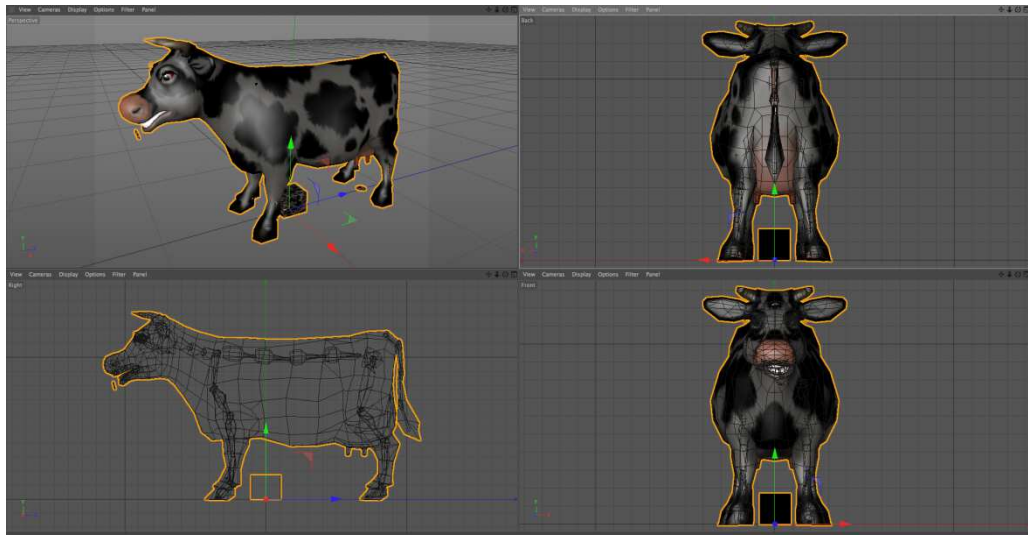 View Cameras Display Options Filter Panel
Perspective
View Cameras Display Options Filter Panel
Back
View Cameras Display Options Filter Panel
Right
View Cameras Display Options Filter Panel
Front